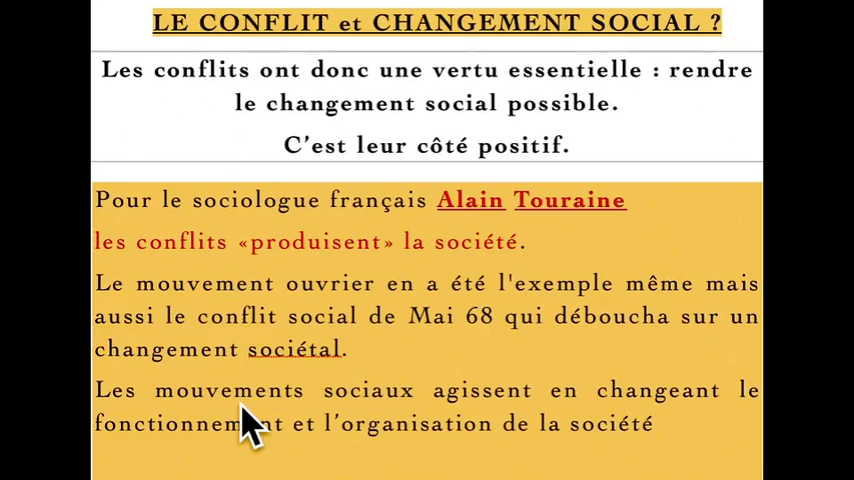 LE CONFLIT et CHANGEMENT SOCIAL ?
Les conflits ont donc une vertu essentielle : rendre
le changement social possible.
C’est leur côté positif.
Pour le sociologue français Alain Touraine
les conflits «produisent» la société.
Le mouvement ouvrier en a été l'exemple même mais
aussi le conflit social de Mai 68 qui déboucha sur un
changement sociétal.
Les mouvements sociaux agissent en changeant le
fonctionnement et l’organisation de la société